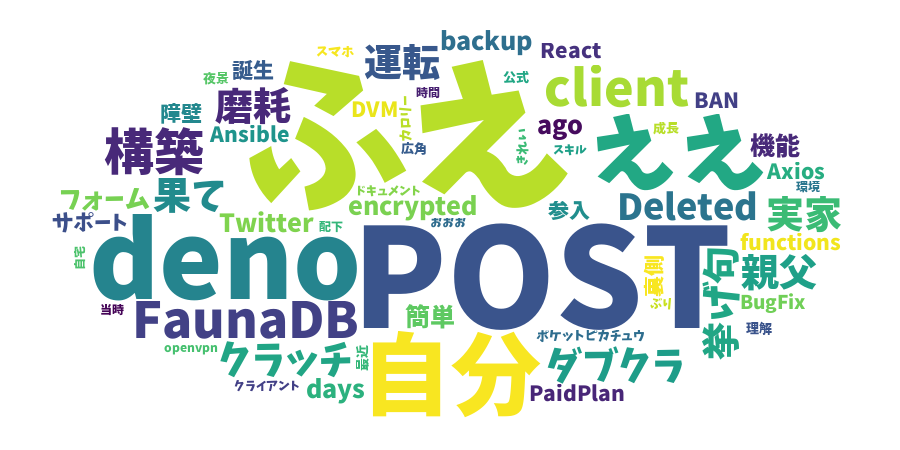 スマホ
backup
React
運転
誕生
夜景
公式
ふえ
client
BAN
時間
磨耗
DVM
カロリー
障壁
ago
ええ
成長
Ansible
機能
構築
広角
きれい
スキル
Axios
環境
果て
ドキュメント
フォーム
encrypted
参入
Deleted
実家
サポート
Twitter
配下
おおお
deno
POST
functions
自宅
裏側
挙げ句
親父
ぶり
BugFix
当時
FaunaDB
簡単
理解
ポケットピカチュウ
openvpn
クラッチ
最近
自分
ダブクラ
クライアント
days
PaidPlan